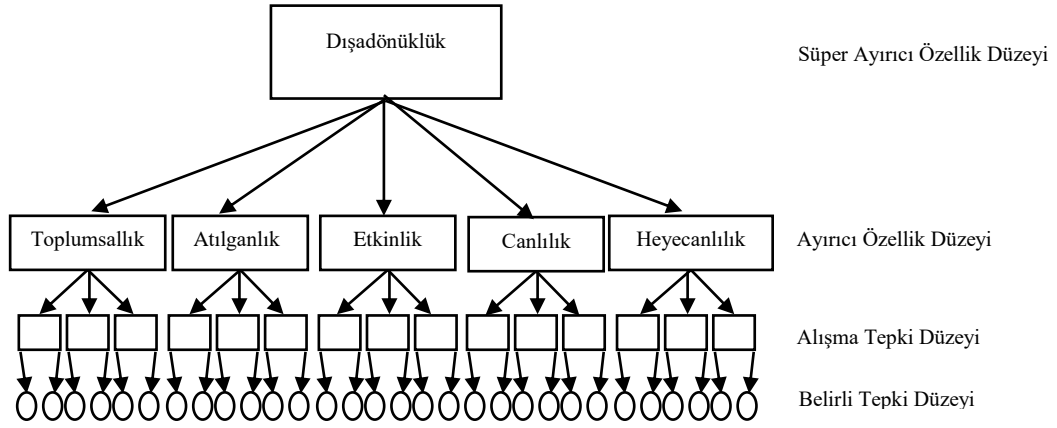 Dışadönüklük
Süper Ayırıcı Özellik Düzeyi
Toplumsallık
Atılganlık
Etkinlik
Canlılık
Heyecanlılık
Ayırıcı Özellik Düzeyi
Alışma Tepki Düzeyi
Belirli Tepki Düzeyi